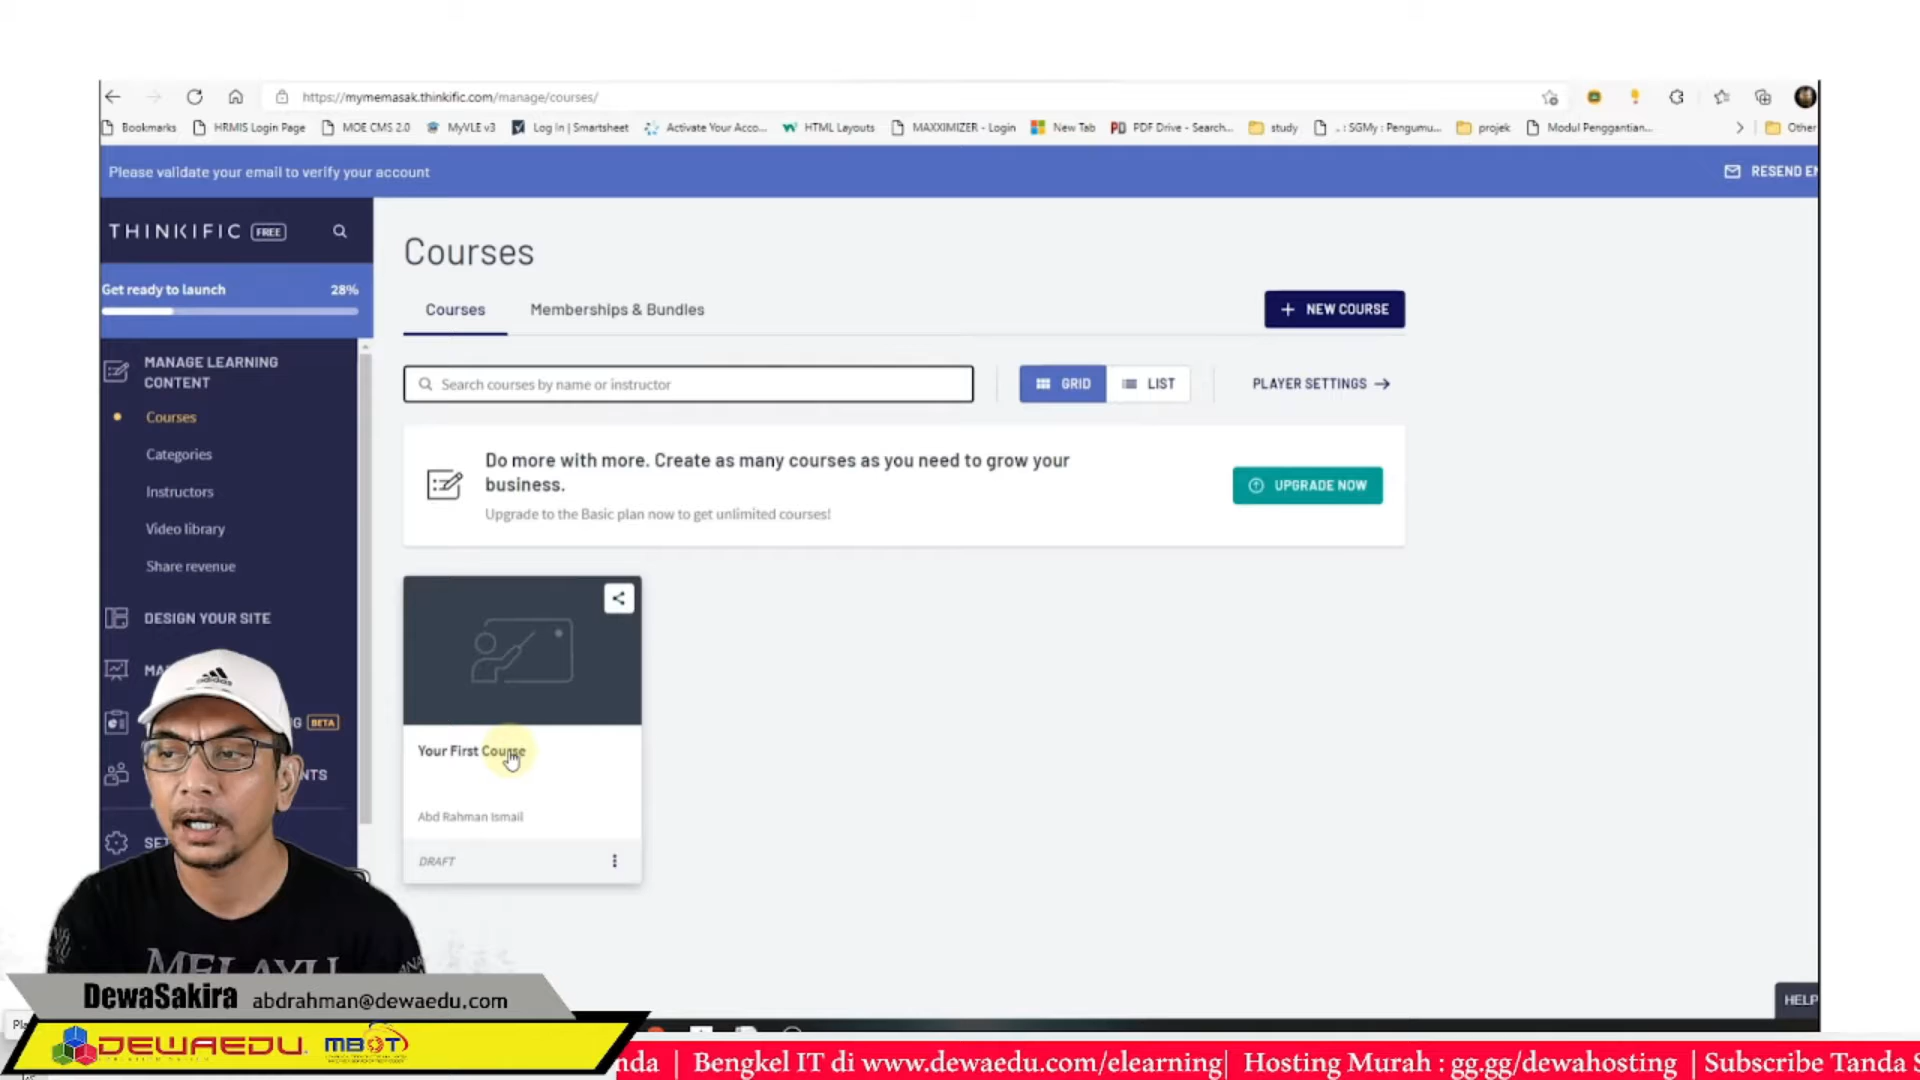 https://mymemasak.thinkific.com/manage/courses/
Bookmarks HRMIS Login Page MOE CMS 2.0 MyVLE v3 Log In | Smartsheet Activate Your Acco... HTML Layouts MAXXIMIZER - Login New Tab PDF Drive - Search... study .: SGMy : Pengumu... projek Modul Penggantian... Other
Please validate your email to verify your account
RESEND EM
THINKIFIC FREE
Get ready to launch 28%
MANAGE LEARNING
CONTENT
Courses
Categories
Instructors
Video library
Share revenue
DESIGN YOUR SITE
MA
G BETA
NTS
SET
Courses
Courses Memberships & Bundles
+ NEW COURSE
Search courses by name or instructor
GRID LIST
PLAYER SETTINGS →
Do more with more. Create as many courses as you need to grow your
business.
Upgrade to the Basic plan now to get unlimited courses!
UPGRADE NOW
Your First Course
Abd Rahman Ismail
DRAFT
HELP
adidas
MELAYU
DewaSakira abdrahman@dewaedu.com
DEWAEDU. MBOT
nda | Bengkel IT di www.dewaedu.com/elearning| Hosting Murah : gg.gg/dewahosting | Subscribe Tanda S